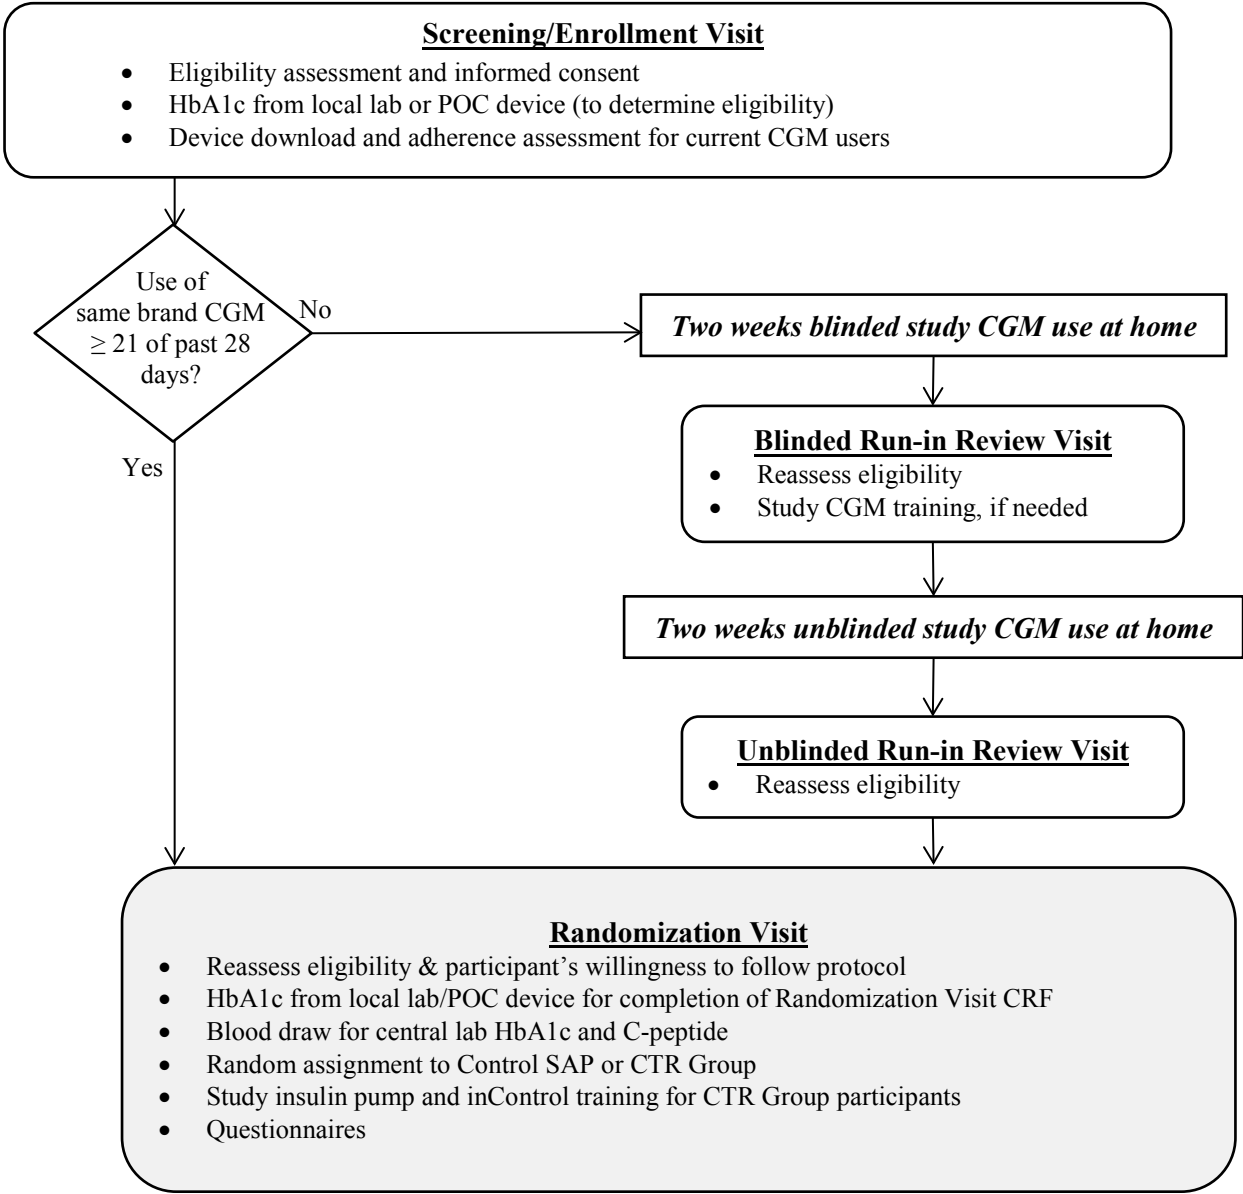 Screening/Enrollment Visit
• Eligibility assessment and informed consent
• HbA1c from local lab or POC device (to determine eligibility)
• Device download and adherence assessment for current CGM users
Use of
same brand CGM
≥ 21 of past 28
days?
No
Yes
Two weeks blinded study CGM use at home
Blinded Run-in Review Visit
• Reassess eligibility
• Study CGM training, if needed
Two weeks unblinded study CGM use at home
Unblinded Run-in Review Visit
• Reassess eligibility
Randomization Visit
• Reassess eligibility & participant’s willingness to follow protocol
• HbA1c from local lab/POC device for completion of Randomization Visit CRF
• Blood draw for central lab HbA1c and C-peptide
• Random assignment to Control SAP or CTR Group
• Study insulin pump and inControl training for CTR Group participants
• Questionnaires